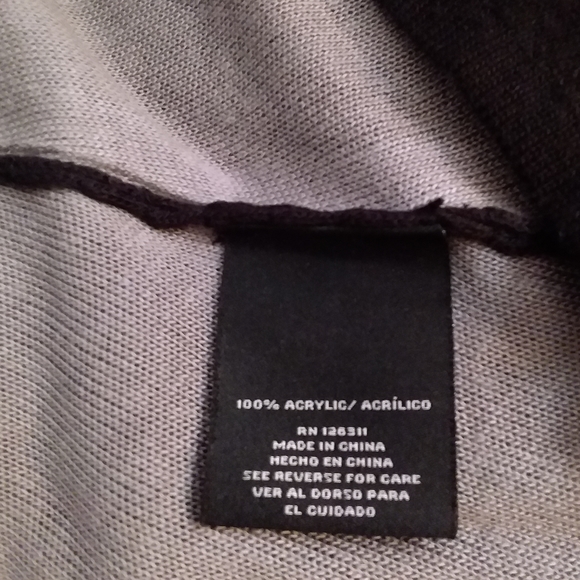 100% ACRYLIC/ ACRÍLICO
RN 126311
MADE IN CHINA
HECHO EN CHINA
SEE REVERSE FOR CARE
VER AL DORSO PARA
EL CUIDADO